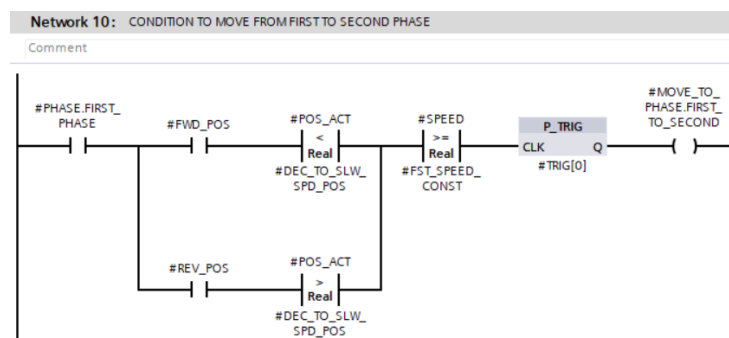 Network 10: CONDITION TO MOVE FROM FIRST TO SECOND PHASE
Comment
#PHASE.FIRST_
PHASE
#FWD_POS
#POS_ACT
<
Real
#DEC_TO_SLW_
SPD_POS
#SPEED
>=
Real
#FST_SPEED_
CONST
P_TRIG
CLK Q
#TRIG[0]
#MOVE_TO_
PHASE.FIRST_
TO_SECOND
#REV_POS
#POS_ACT
>
Real
#DEC_TO_SLW_
SPD_POS